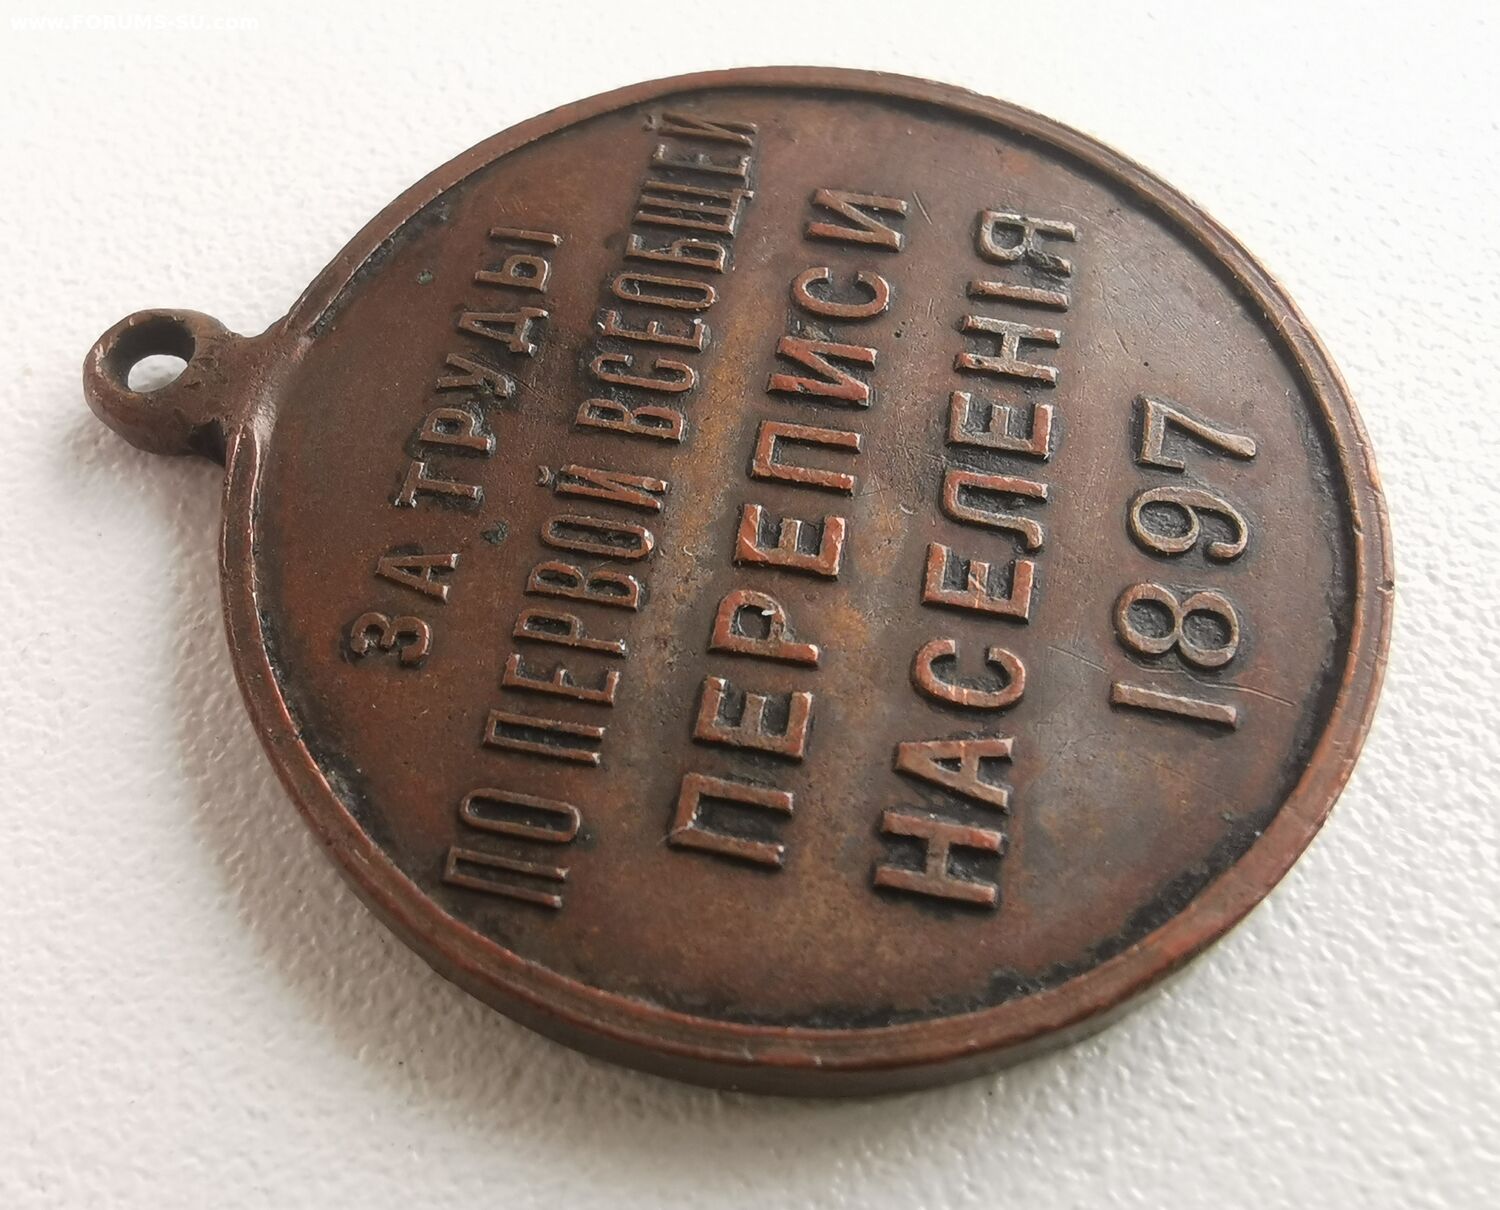 www.FORUMS-SU.com
ЗА ТРУДЫ
ПО ПЕРВОЙ ВСЕОБЩЕЙ
ПЕРЕПИСИ
НАСЕЛЕНІЯ
1897